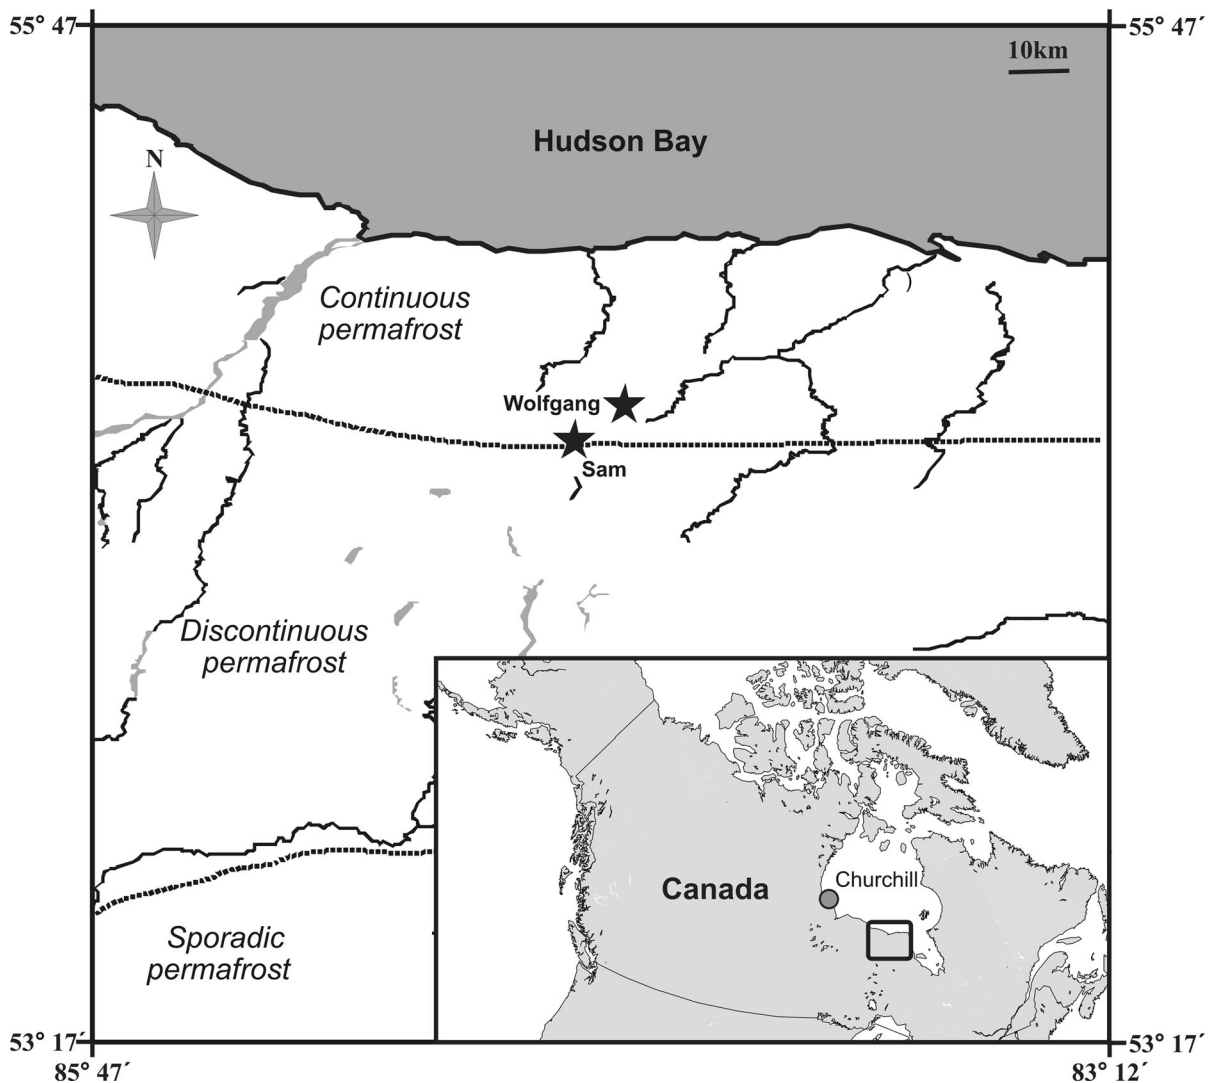 55° 47´
55° 47´
10km
Hudson Bay
N
Continuous
permafrost
Wolfgang
Sam
Discontinuous
permafrost
Churchill
Canada
Sporadic
permafrost
53° 17´
53° 17´
85° 47´
83° 12´